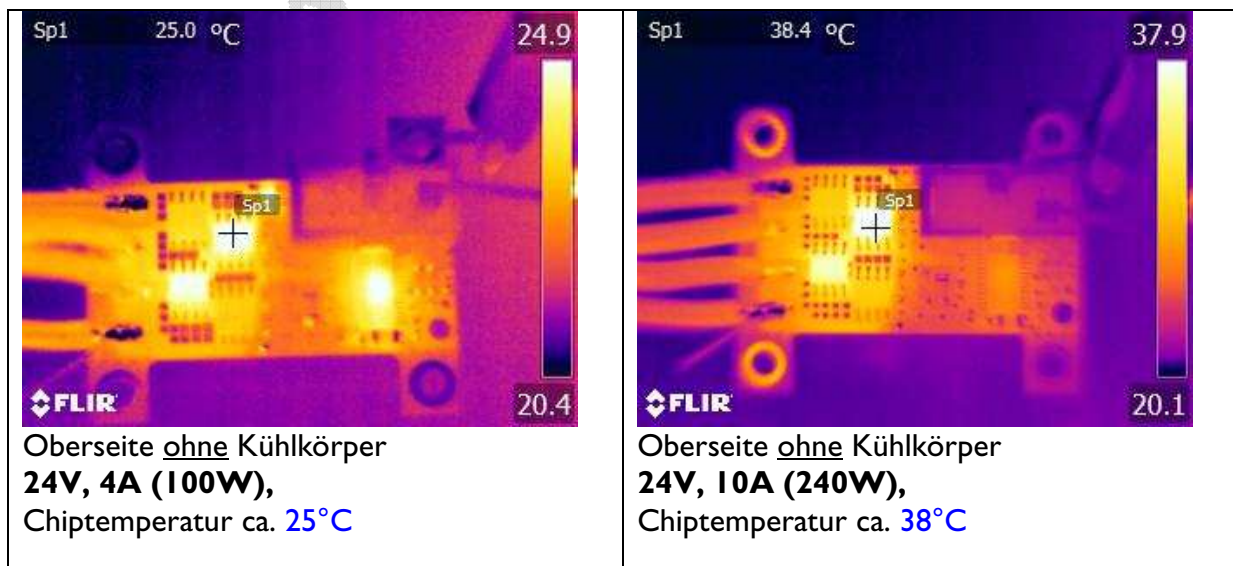 Sp1 25.0 °C 24.9
Sp1
FLIR 20.4
Oberseite ohne Kühlkörper
24V, 4A (100W),
Chiptemperatur ca. 25°C
Sp1 38.4 °C 37.9
Sp1
FLIR 20.1
Oberseite ohne Kühlkörper
24V, 10A (240W),
Chiptemperatur ca. 38°C